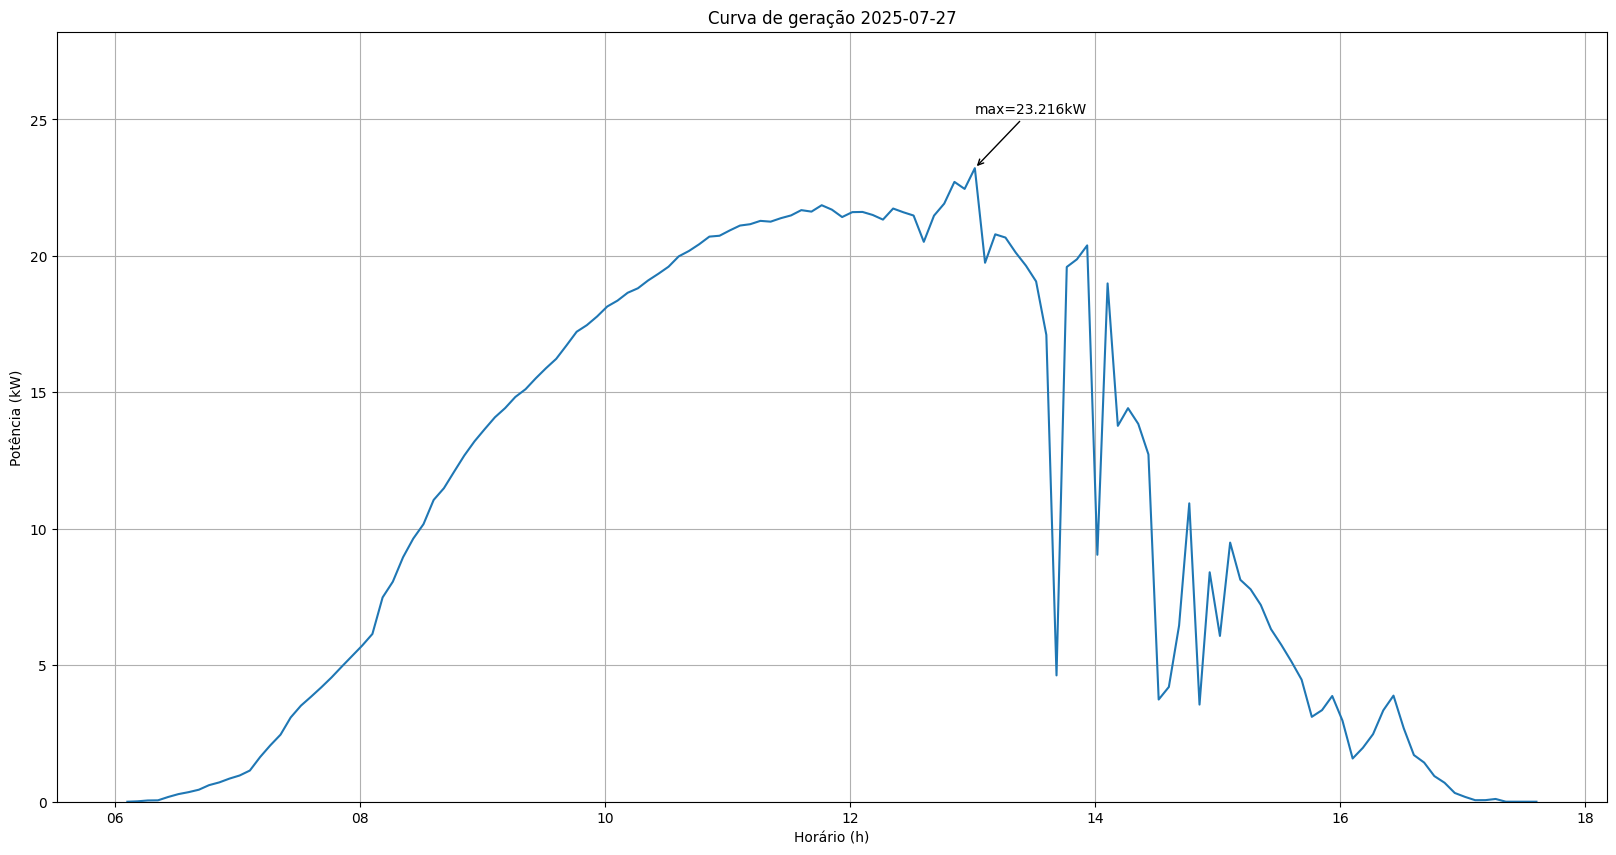 Curva de geração 2025-07-27
max=23.216kW
25
20
15
10
5
0
Potência (kW)
06 08 10 12 14 16 18
Horário (h)